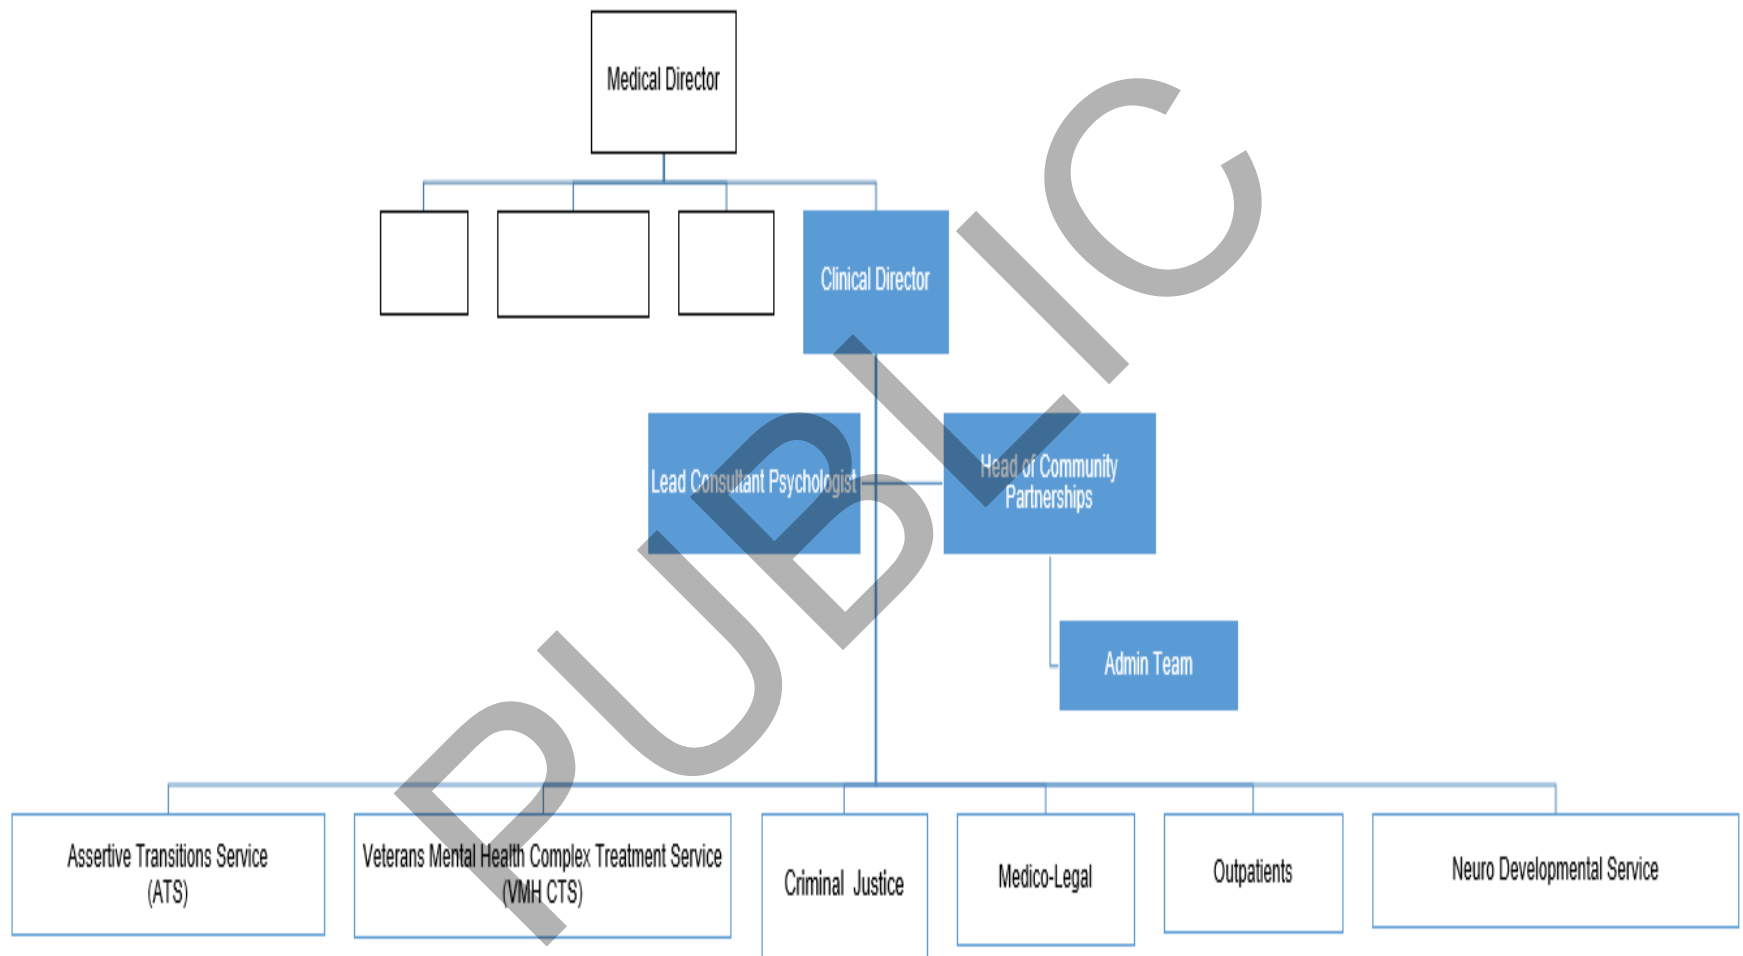 Medical Director
Clinical Director
Lead Consultant Psychologist
Head of Community
Partnerships
Admin Team
Assertive Transitions Service
(ATS)
Veterans Mental Health Complex Treatment Service
(VMH CTS)
Criminal Justice
Medico-Legal
Outpatients
Neuro Developmental Service
PUBLIC